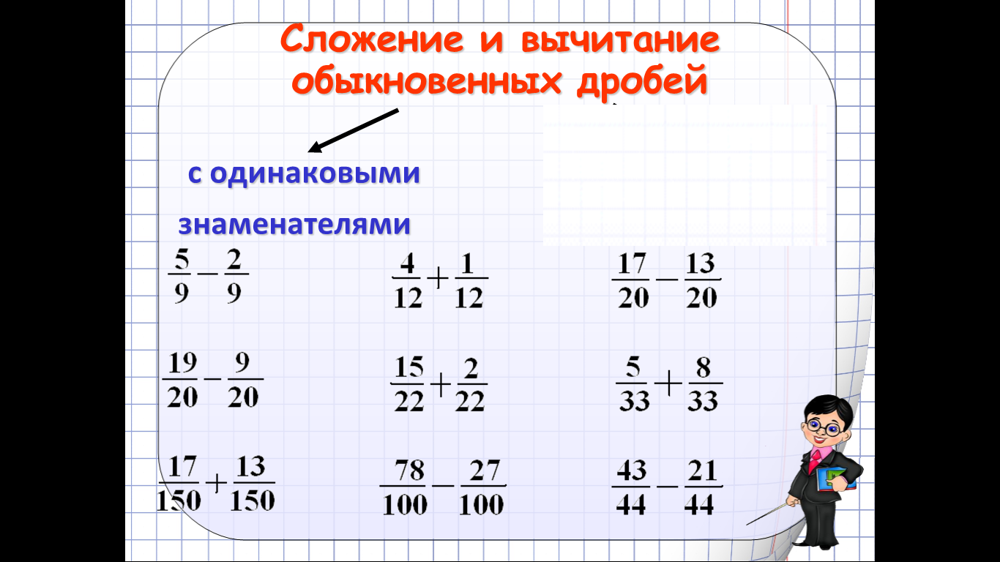 Сложение и вычитание
обыкновенных дробей
с одинаковыми
знаменателями
5/9 − 2/9   4/12 + 1/12   17/20 − 13/20
19/20 − 9/20   15/22 + 2/22   5/33 + 8/33
17/150 + 13/150   78/100 − 27/100   43/44 − 21/44